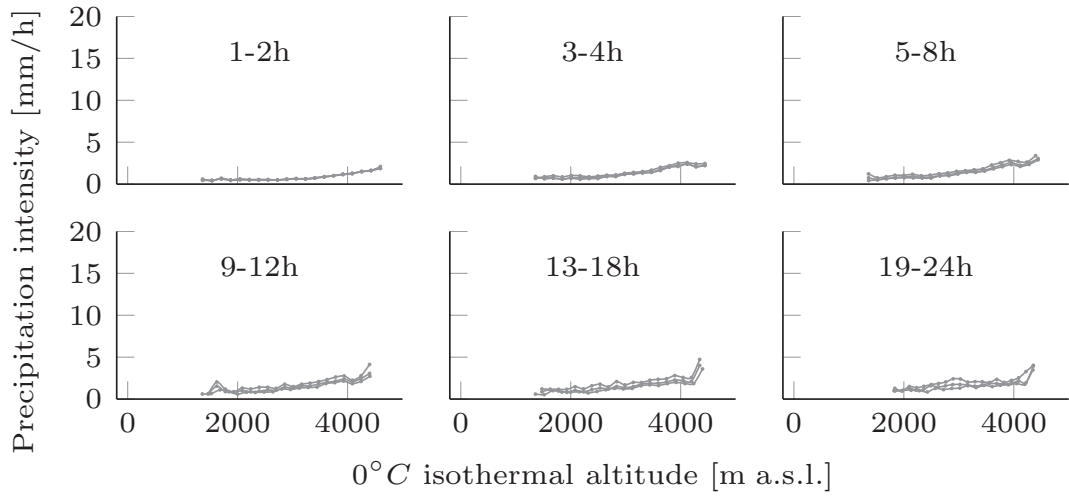 Precipitation intensity [mm/h]
20
15
10
5
0
1-2h
3-4h
5-8h
20
15
10
5
0
9-12h
13-18h
19-24h
0 2000 4000 0 2000 4000 0 2000 4000
0°C isothermal altitude [m a.s.l.]